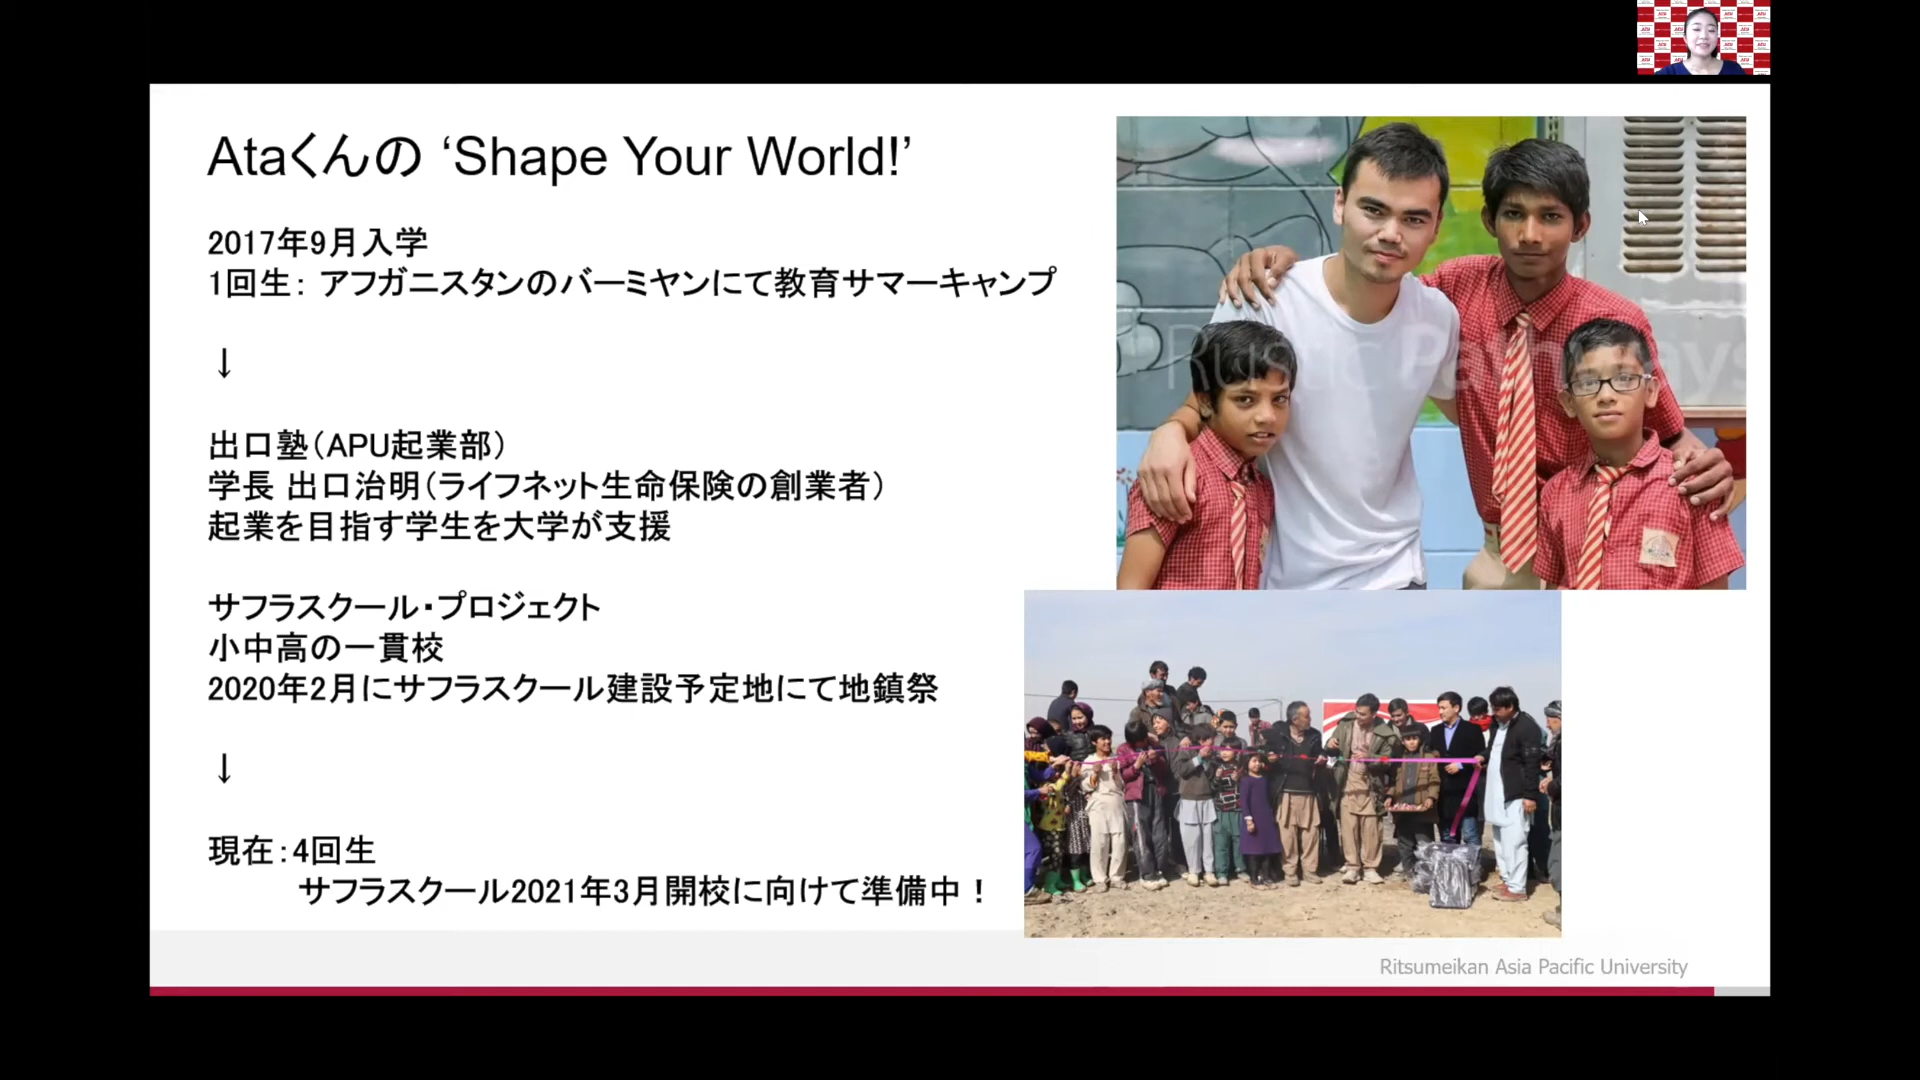 Ataくんの ‘Shape Your World!’
2017年9月入学
1回生： アフガニスタンのバーミヤンにて教育サマーキャンプ
↓
出口塾（APU起業部）
学長 出口治明（ライフネット生命保険の創業者）
起業を目指す学生を大学が支援
サフラスクール・プロジェクト
小中高の一貫校
2020年2月にサフラスクール建設予定地にて地鎮祭
↓
現在：4回生
サフラスクール2021年3月開校に向けて準備中！
Rustic Pathways
Ritsumeikan Asia Pacific University